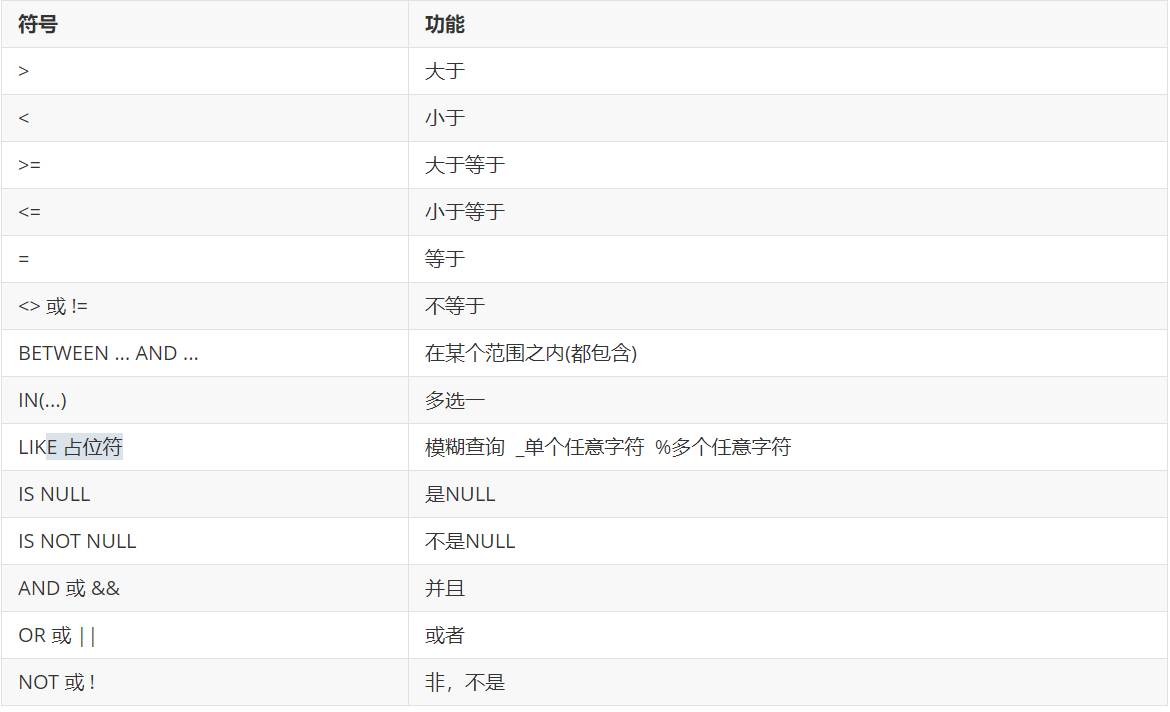 符号 功能
> 大于
< 小于
>= 大于等于
<= 小于等于
= 等于
<> 或 != 不等于
BETWEEN ... AND ... 在某个范围之内(都包含)
IN(...) 多选一
LIKE 占位符 模糊查询 _单个任意字符 %多个任意字符
IS NULL 是NULL
IS NOT NULL 不是NULL
AND 或 && 并且
OR 或 || 或者
NOT 或 ! 非，不是